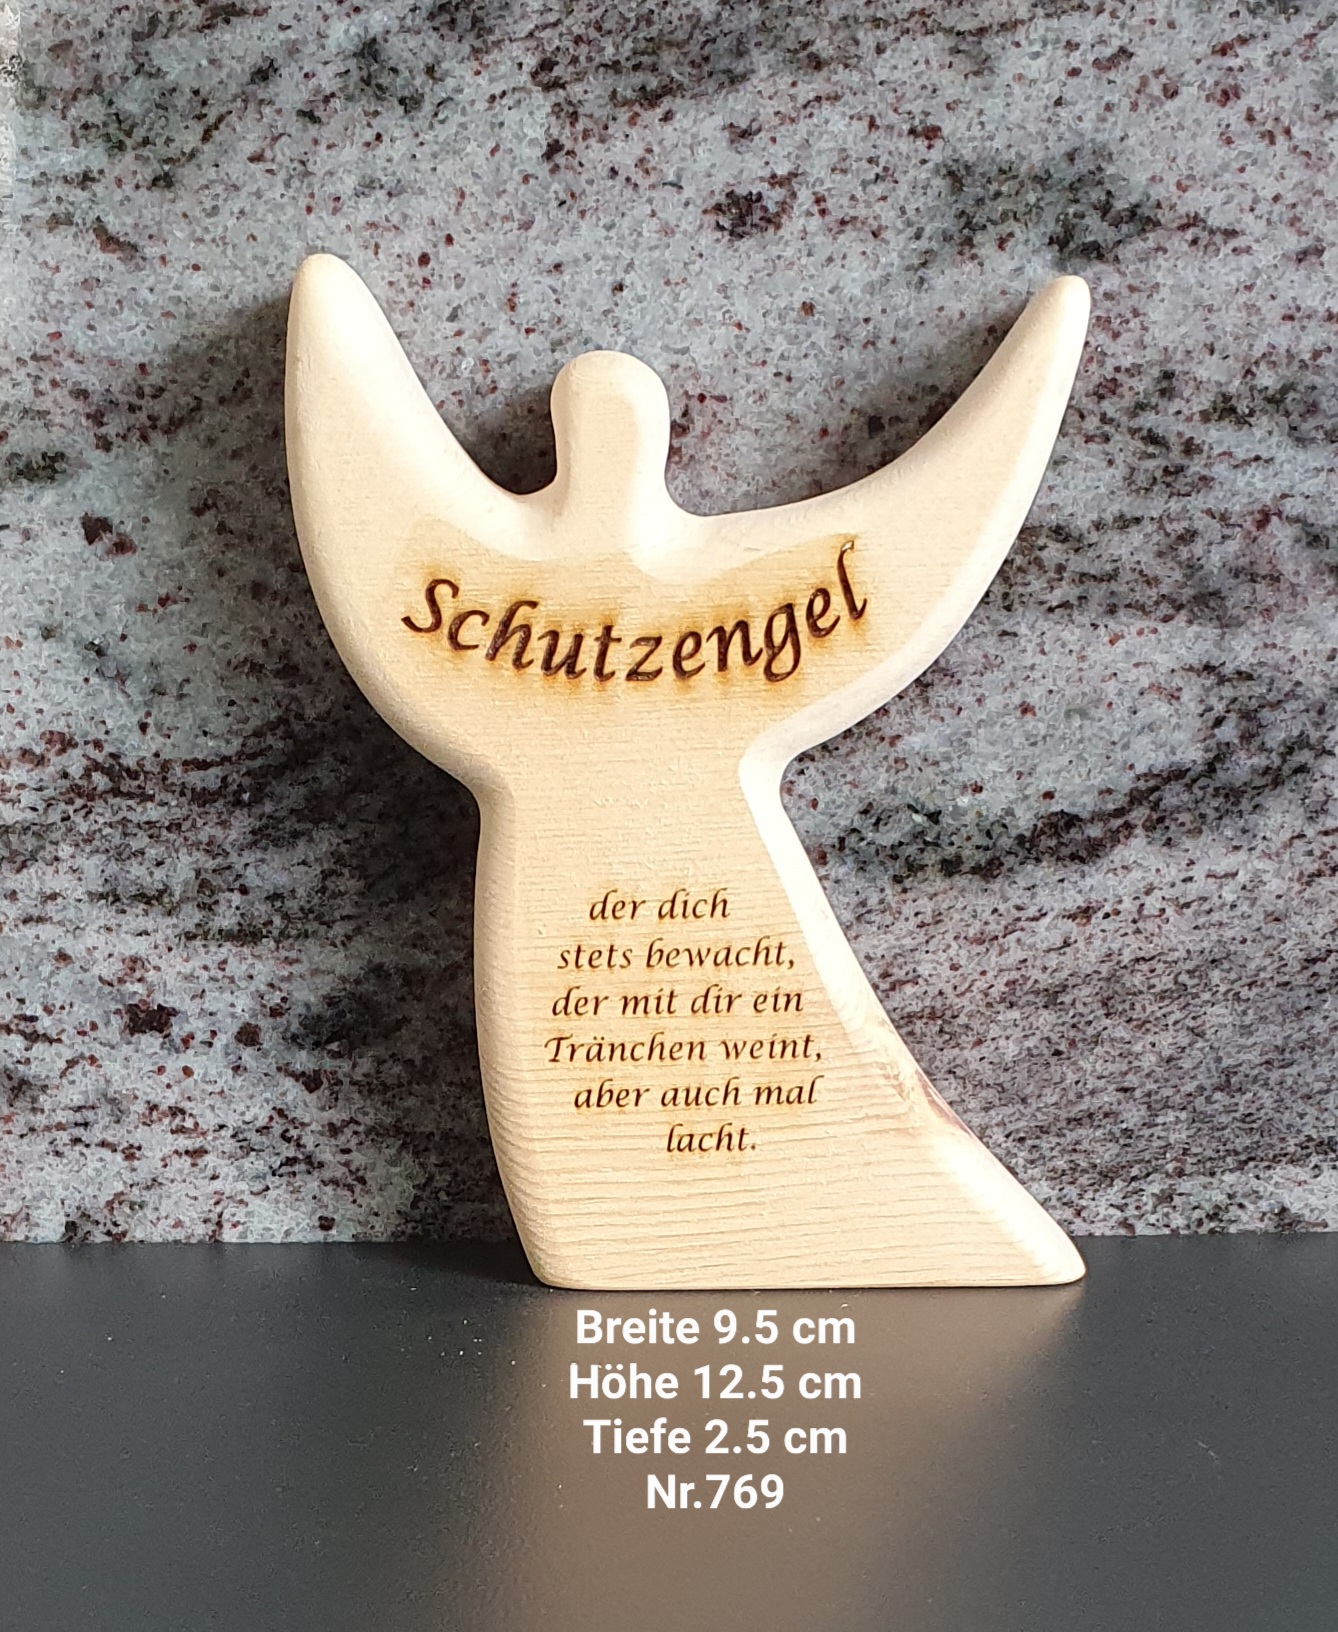 Schutzengel
der dich
stets bewacht,
der mit dir ein
Tränchen weint,
aber auch mal
lacht.
Breite 9.5 cm
Höhe 12.5 cm
Tiefe 2.5 cm
Nr.769